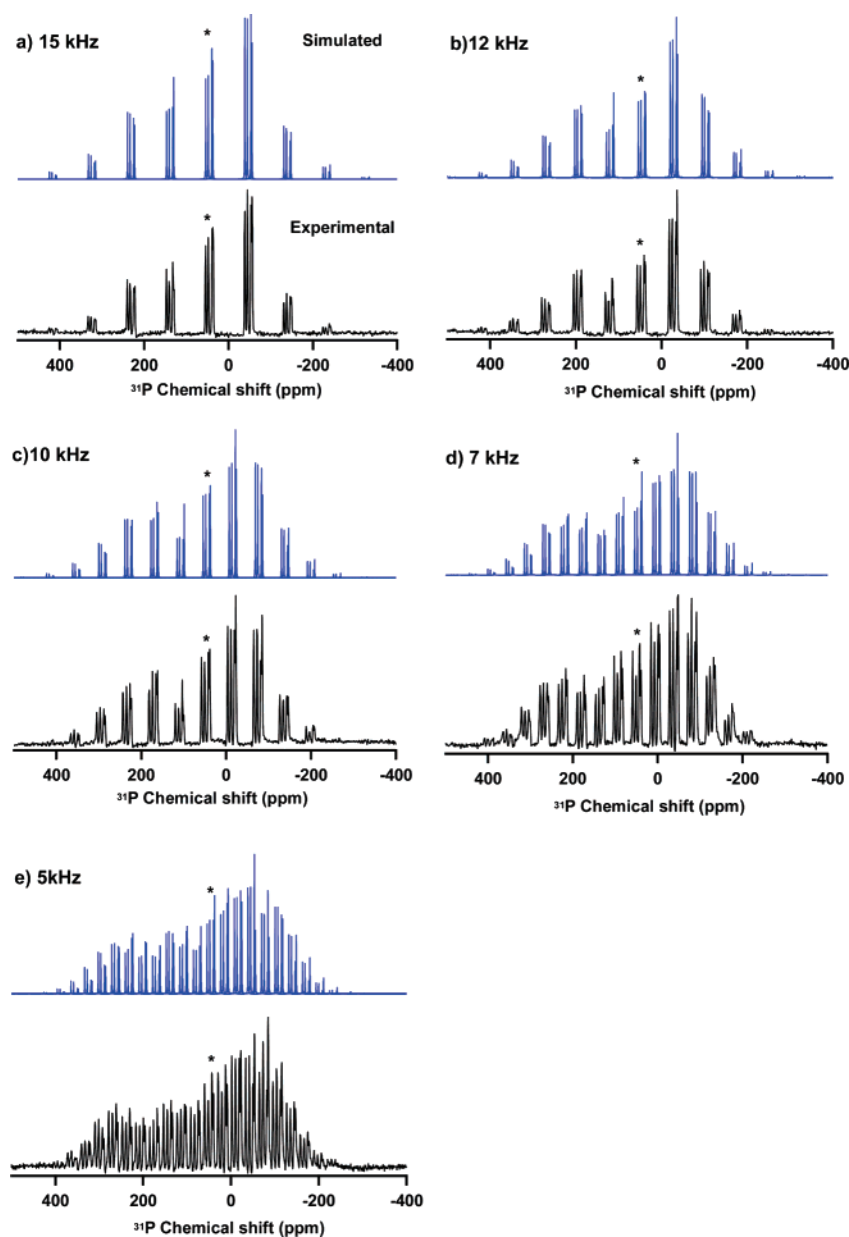 a) 15 kHz
*
Simulated
*
Experimental
400 200 0 -200 -400
³¹P Chemical shift (ppm)
b)12 kHz
*
*
400 200 0 -200 -400
³¹P Chemical shift (ppm)
c)10 kHz
*
*
400 200 0 -200 -400
³¹P Chemical shift (ppm)
d) 7 kHz
*
*
400 200 0 -200 -400
³¹P Chemical shift (ppm)
e) 5kHz
*
*
400 200 0 -200 -400
³¹P Chemical shift (ppm)